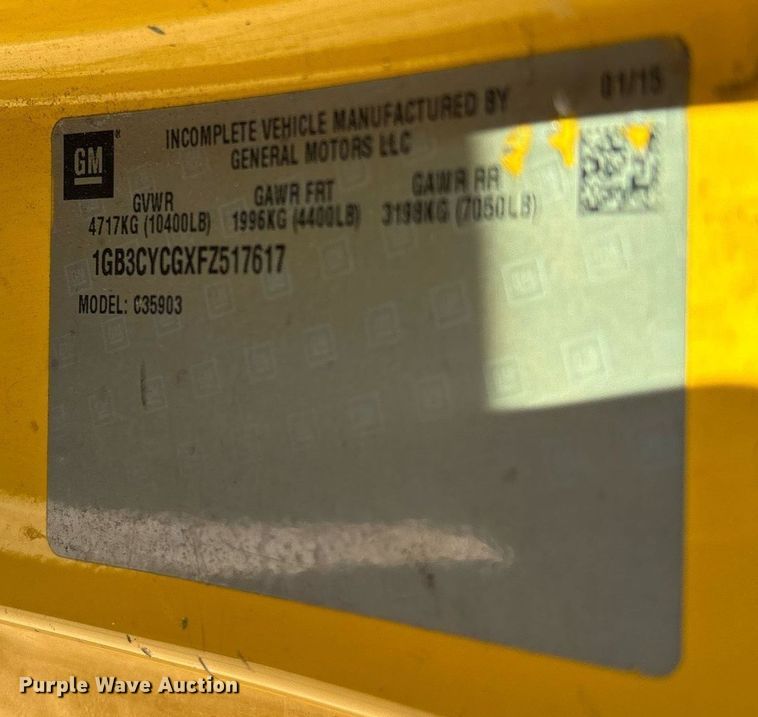 01/15
GM
INCOMPLETE VEHICLE MANUFACTURED BY
GENERAL MOTORS LLC
GVWR GAWR FRT GAWR RR
4717KG (10400LB) 1996KG (4400LB) 3198KG (7050LB)
1GB3CYCGXFZ517617
MODEL: C35903
Purple Wave Auction